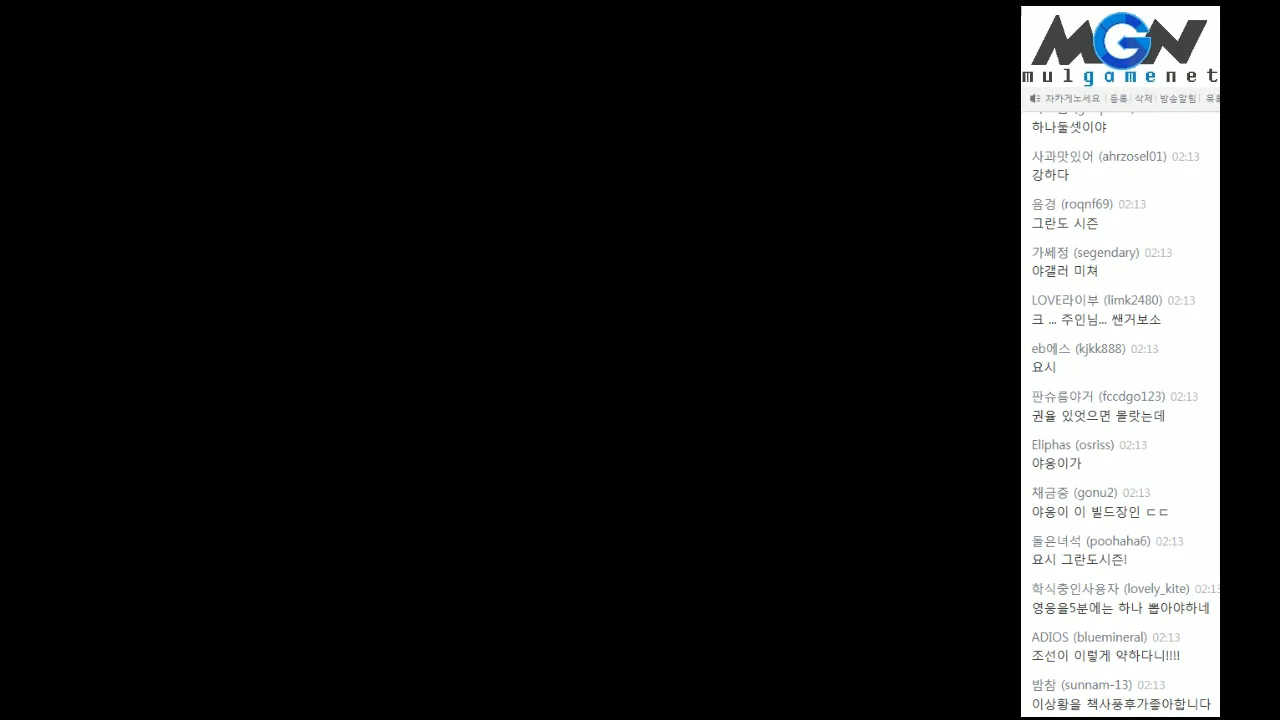 MGN
mulgamenet
차카게노세요 | 등록 | 삭제 | 방송알림 |
하나둘셋이야
사과맛있어 (ahrzosel01) 02:13
강하다
음경 (roqnf69) 02:13
그란도 시즌
가쎄정 (segendary) 02:13
야갤러 미쳐
LOVE라이부 (limk2480) 02:13
크 ... 주인님... 쌘거보소
eb에스 (kjkk888) 02:13
요시
판슈름야거 (fccdgo123) 02:13
권율 있엇으면 몰랏는데
Eliphas (osriss) 02:13
야옹이가
채금중 (gonu2) 02:13
야옹이 이 빌드장인 ㄷㄷ
돌은녀석 (poohaha6) 02:13
요시 그란도시즌!
학식충인사용자 (lovely_kite) 02:13
영웅을5분에는 하나 뽑아야하네
ADIOS (bluemineral) 02:13
조선이 이렇게 약하다니!!!!
밤참 (sunnam-13) 02:13
이상황을 책사풍후가좋아합니다